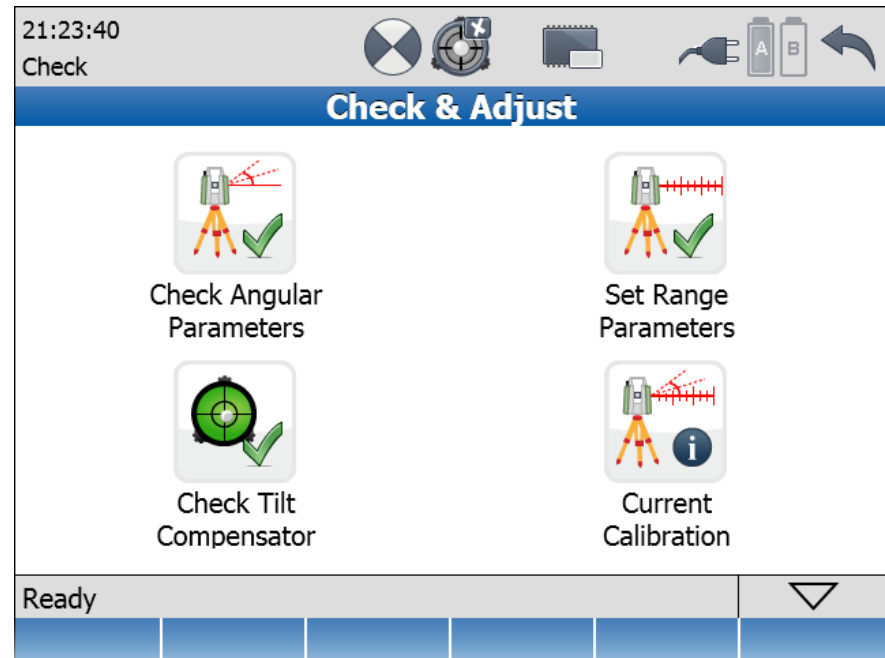 21:23:40
Check
A
B
Check & Adjust
Check Angular
Parameters
Set Range
Parameters
Check Tilt
Compensator
i
Current
Calibration
Ready